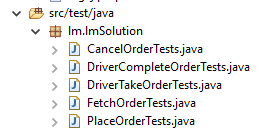 src/test/java
lm.lmSolution
CancelOrderTests.java
DriverCompleteOrderTests.java
DriverTakeOrderTests.java
FetchOrderTests.java
PlaceOrderTests.java